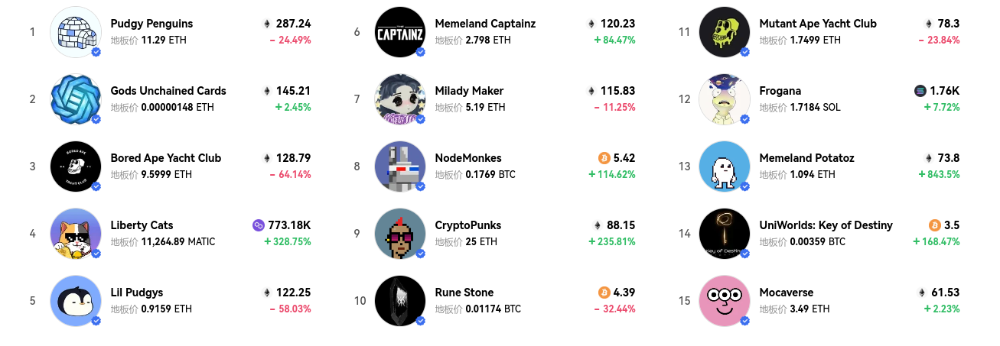 1
Pudgy Penguins
287.24
地板价 11.29 ETH
− 24.49%
2
Gods Unchained Cards
145.21
地板价 0.00000148 ETH
+ 2.45%
3
BORED APE
YACHT CLUB
Bored Ape Yacht Club
128.79
地板价 9.5999 ETH
− 64.14%
4
Liberty Cats
773.18K
地板价 11,264.89 MATIC
+ 328.75%
5
Lil Pudgys
122.25
地板价 0.9159 ETH
− 58.03%
6
THE
CAPTAINZ
Memeland Captainz
120.23
地板价 2.798 ETH
+ 84.47%
7
Milady Maker
115.83
地板价 5.19 ETH
− 11.25%
8
NodeMonkes
5.42
地板价 0.1769 BTC
+ 114.62%
9
CryptoPunks
88.15
地板价 25 ETH
+ 235.81%
10
Rune Stone
4.39
地板价 0.01174 BTC
− 32.44%
11
Mutant Ape Yacht Club
78.3
地板价 1.7499 ETH
− 23.84%
12
Frogana
1.76K
地板价 1.7184 SOL
+ 7.72%
13
Memeland Potatoz
73.8
地板价 1.094 ETH
+ 843.5%
14
Key of Destiny
UniWorlds: Key of Destiny
3.5
地板价 0.00359 BTC
+ 168.47%
15
Mocaverse
61.53
地板价 3.49 ETH
+ 2.23%